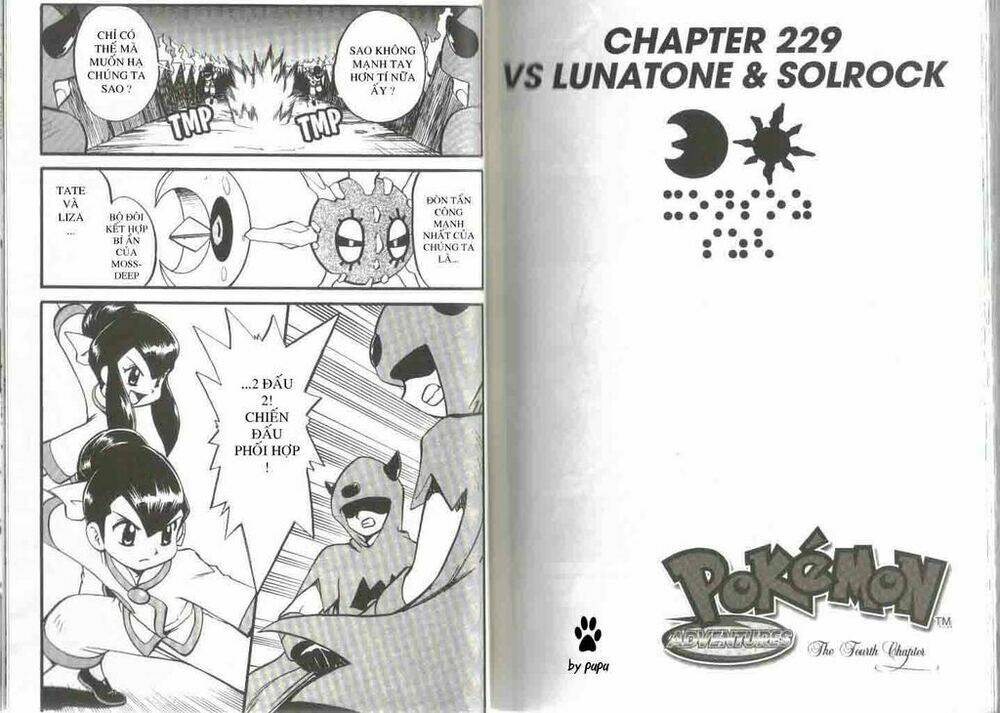 CHAPTER 229
VS LUNATONE & SOLROCK
POKéMON
TM
ADVENTURES
The Fourth Chapter
by papu
SAO KHÔNG
MẠNH TAY
HƠN TÍ NỮA
ẤY ?
CHỈ CÓ
THẾ MÀ
MUỐN HẠ
CHÚNG TA
SAO ?
TMP
TMP
ĐÒN TẤN
CÔNG
MẠNH
NHẤT CỦA
CHÚNG TA
LÀ...
BỘ ĐÔI
KẾT HỢP
BÍ ẨN
CỦA
MOSS-
DEEP
TATE
VÀ
LIZA
...
...2 ĐẤU
2!
CHIẾN
ĐẤU
PHỐI HỢP
!